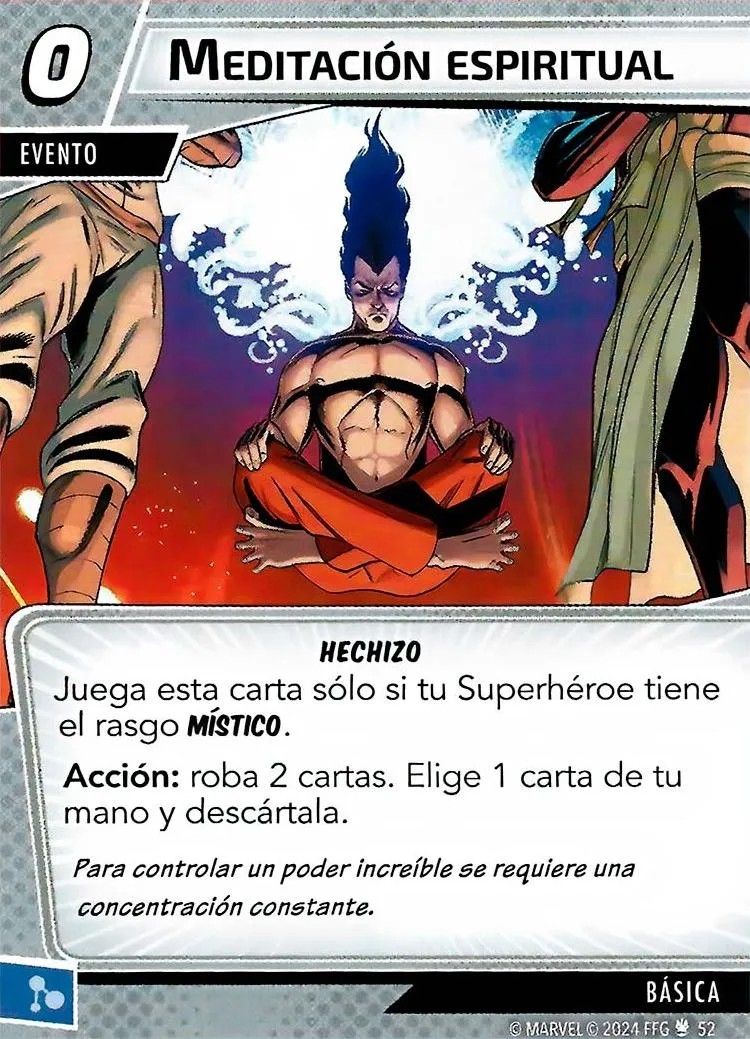 0
MEDITACIÓN ESPIRITUAL
EVENTO
HECHIZO
Juega esta carta sólo si tu Superhéroe tiene
el rasgo MÍSTICO.
Acción: roba 2 cartas. Elige 1 carta de tu
mano y descártala.
Para controlar un poder increíble se requiere una
concentración constante.
BÁSICA
© MARVEL © 2024 FFG 52